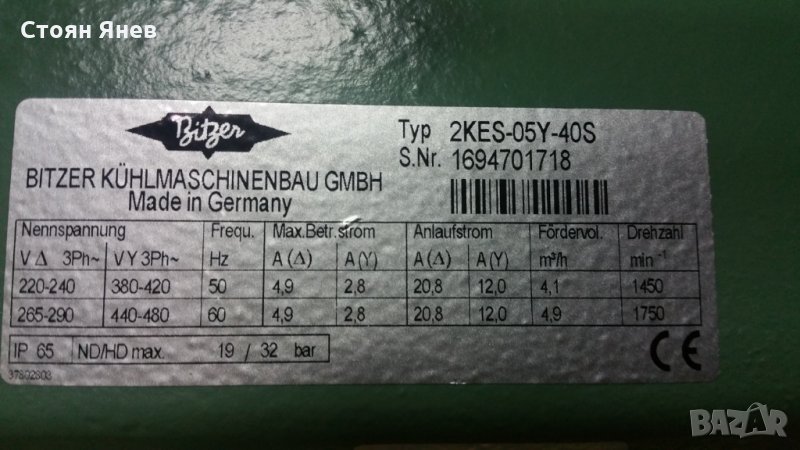 Стоян Янев
Bitzer
Typ 2KES-05Y-40S
S.Nr. 1694701718
BITZER KÜHLMASCHINENBAU GMBH
Made in Germany
Nennspannung Frequ. Max.Betr.strom Anlaufstrom Fördervol. Drehzahl
V Δ 3Ph~ V Y 3Ph~ Hz A (Δ) A (Y) A (Δ) A (Y) m³/h min⁻¹
220-240 380-420 50 4,9 2,8 20,8 12,0 4,1 1450
265-290 440-480 60 4,9 2,8 20,8 12,0 4,9 1750
IP 65 ND/HD max. 19 / 32 bar
CE
37802803
BAZAR